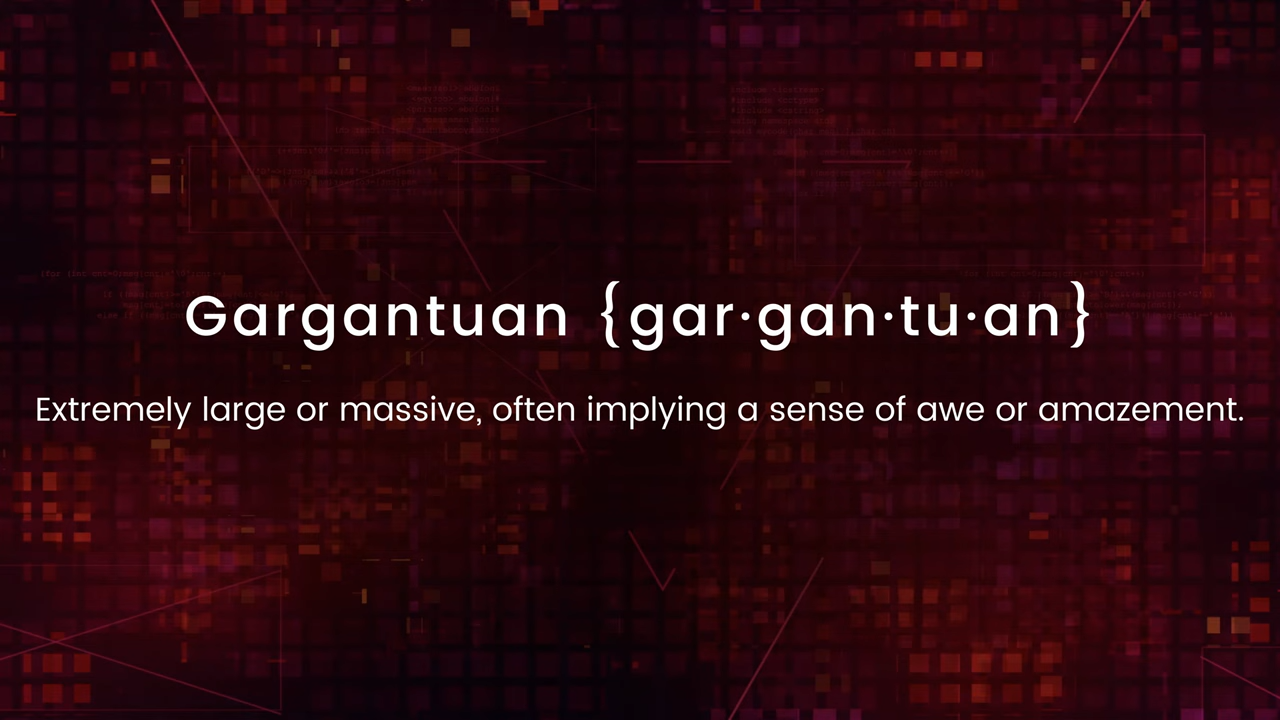 Gargantuan {gar·gan·tu·an}
Extremely large or massive, often implying a sense of awe or amazement.